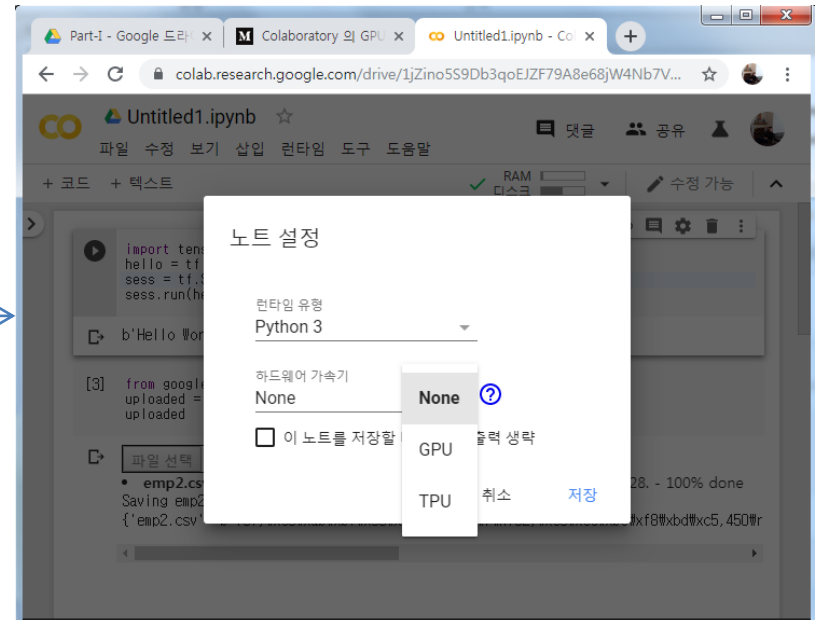 Part-I - Google 드라
Colaboratory 의 GPU
Untitled1.ipynb - Co
colab.research.google.com/drive/1jZino5S9Db3qoEJZF79A8e68jW4Nb7V...
Untitled1.ipynb
댓글 공유
파일 수정 보기 삽입 런타임 도구 도움말
+ 코드 + 텍스트
RAM
디스크
수정 가능
노트 설정
import tens
hello = tf
sess = tf.S
sess.run(he
런타임 유형
Python 3
b'Hello Wor
하드웨어 가속기
None
None
GPU
TPU
[3] from google
uploaded =
uploaded
이 노트를 저장할 출력 생략
파일 선택
취소 저장
emp2.cs 28. - 100% done
Saving emp2
{'emp2.csv' \xf8\xbd\xc5,450\r